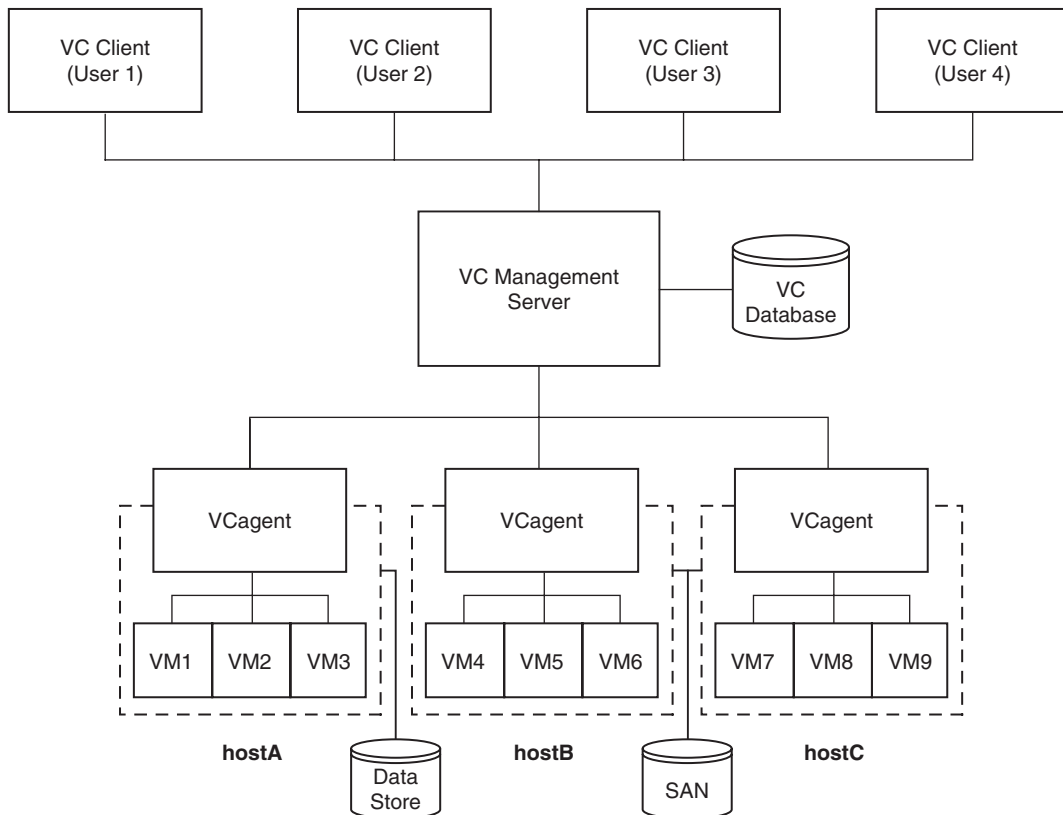 VC Client
(User 1)
VC Client
(User 2)
VC Client
(User 3)
VC Client
(User 4)
VC Management
Server
VC
Database
VCagent
VCagent
VCagent
VM1
VM2
VM3
VM4
VM5
VM6
VM7
VM8
VM9
hostA
hostB
hostC
Data
Store
SAN